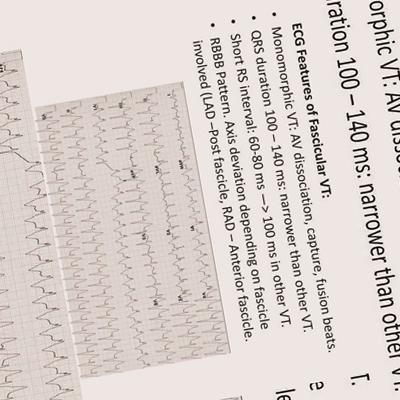 ECG Features of Fascicular VT:
• Monomorphic VT: AV dissociation, capture, fusion beats.
• QRS duration 100 – 140 ms: narrower than other VT.
• Short RS interval: 60-80 ms —> 100 ms in other VT.
• RBBB Pattern. Axis deviation depending on fascicle
involved (LAD –Post fascicle, RAD – Anterior fascicle.
orphic VT: AV
ration 100 – 140 ms: narrower than other VT.